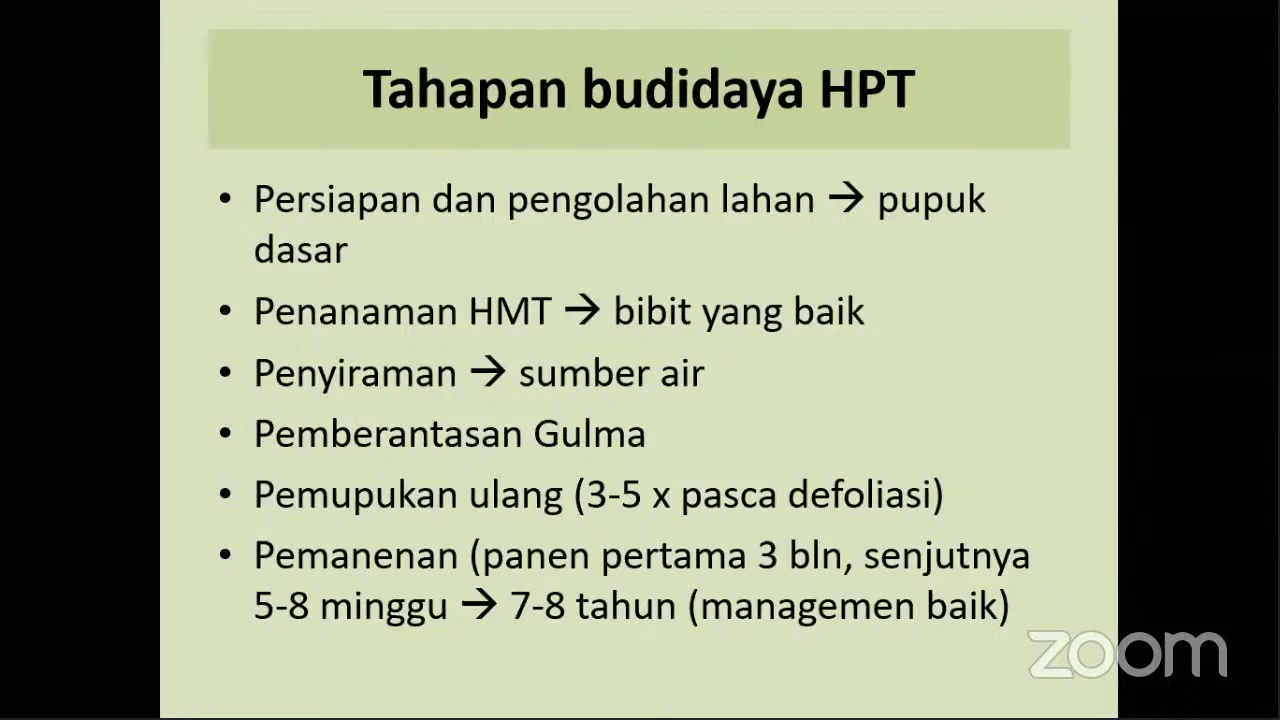 Tahapan budidaya HPT
• Persiapan dan pengolahan lahan → pupuk
dasar
• Penanaman HMT → bibit yang baik
• Penyiraman → sumber air
• Pemberantasan Gulma
• Pemupukan ulang (3-5 x pasca defoliasi)
• Pemanenan (panen pertama 3 bln, senjutnya
5-8 minggu → 7-8 tahun (managemen baik)
zoom